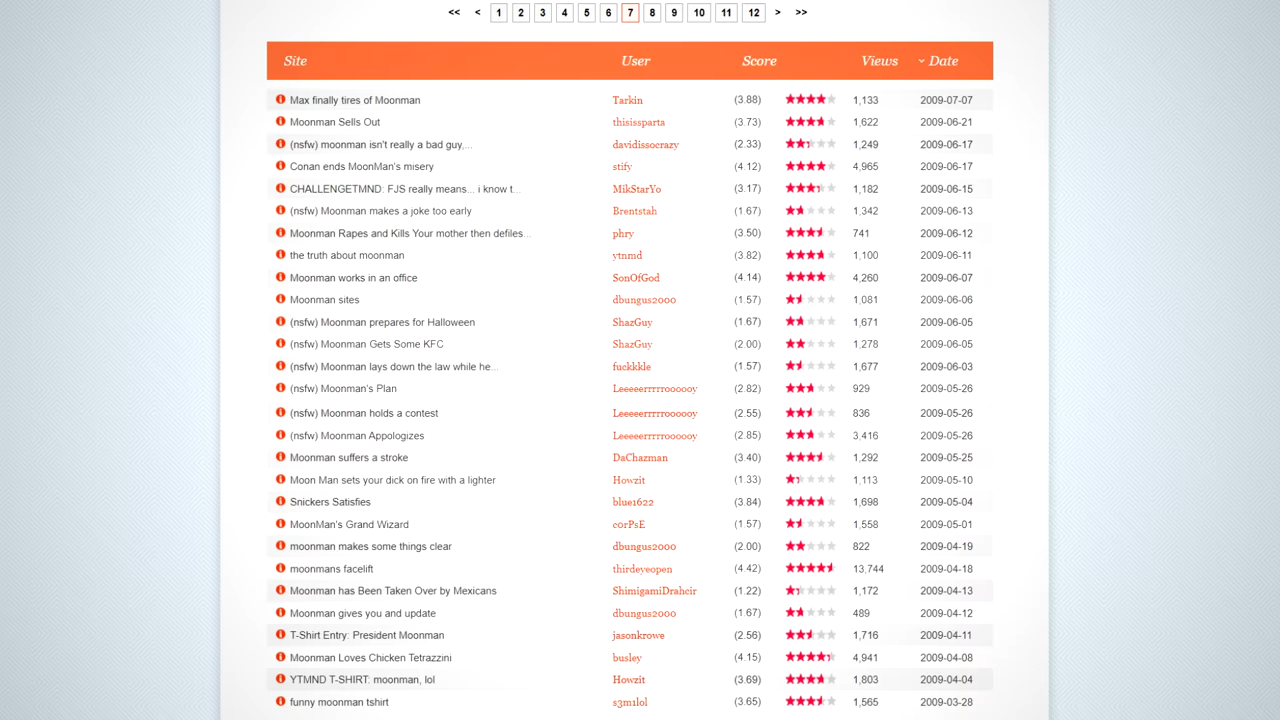 << < 1 2 3 4 5 6 7 8 9 10 11 12 > >>
Site User Score Views Date
Max finally tires of Moonman Tarkin (3.88) 1,133 2009-07-07
Moonman Sells Out thisissparta (3.73) 1,622 2009-06-21
(nsfw) moonman isn't really a bad guy,... davidissocrazy (2.33) 1,249 2009-06-17
Conan ends MoonMan's misery stify (4.12) 4,965 2009-06-17
CHALLENGETMND: FJS really means... i know t... MikStarYo (3.17) 1,182 2009-06-15
(nsfw) Moonman makes a joke too early Brentstah (1.67) 1,342 2009-06-13
Moonman Rapes and Kills Your mother then defiles... phry (3.50) 741 2009-06-12
the truth about moonman ytnmd (3.82) 1,100 2009-06-11
Moonman works in an office SonOfGod (4.14) 4,260 2009-06-07
Moonman sites dbungus2000 (1.57) 1,081 2009-06-06
(nsfw) Moonman prepares for Halloween ShazGuy (1.67) 1,671 2009-06-05
(nsfw) Moonman Gets Some KFC ShazGuy (2.00) 1,278 2009-06-05
(nsfw) Moonman lays down the law while he... fuckkkle (1.57) 1,677 2009-06-03
(nsfw) Moonman's Plan Leeeeerrrrroooooy (2.82) 929 2009-05-26
(nsfw) Moonman holds a contest Leeeeerrrrroooooy (2.55) 836 2009-05-26
(nsfw) Moonman Appologizes Leeeeerrrrroooooy (2.85) 3,416 2009-05-26
Moonman suffers a stroke DaChazman (3.40) 1,292 2009-05-25
Moon Man sets your dick on fire with a lighter Howzit (1.33) 1,113 2009-05-10
Snickers Satisfies blue1622 (3.84) 1,698 2009-05-04
MoonMan's Grand Wizard c0rPsE (1.57) 1,558 2009-05-01
moonman makes some things clear dbungus2000 (2.00) 822 2009-04-19
moonmans facelift thirdeyeopen (4.42) 13,744 2009-04-18
Moonman has Been Taken Over by Mexicans ShimigamiDrahcir (1.22) 1,172 2009-04-13
Moonman gives you and update dbungus2000 (1.67) 489 2009-04-12
T-Shirt Entry: President Moonman jasonkrowe (2.56) 1,716 2009-04-11
Moonman Loves Chicken Tetrazzini busley (4.15) 4,941 2009-04-08
YTMND T-SHIRT: moonman, lol Howzit (3.69) 1,803 2009-04-04
funny moonman tshirt s3m1lol (3.65) 1,565 2009-03-28